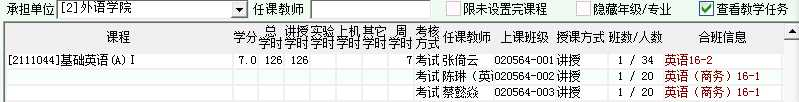 承担单位 [2]外语学院 任课教师 限未设置完课程 隐藏年级/专业 查看教学任务
课程 学分 总学时 讲授学时 实验学时 上机学时 其它学时 周学时 考核方式 任课教师 上课班级 授课方式 班数/人数 合班信息
[2111044]基础英语(A)Ⅰ 7.0 126 126 7 考试 张倚云 020564-001 讲授 1 / 34 英语16-2
考试 陈琳（英语 020564-002 讲授 1 / 20 英语（商务）16-1
考试 蔡懿焱 020564-003 讲授 1 / 20 英语（商务）16-1